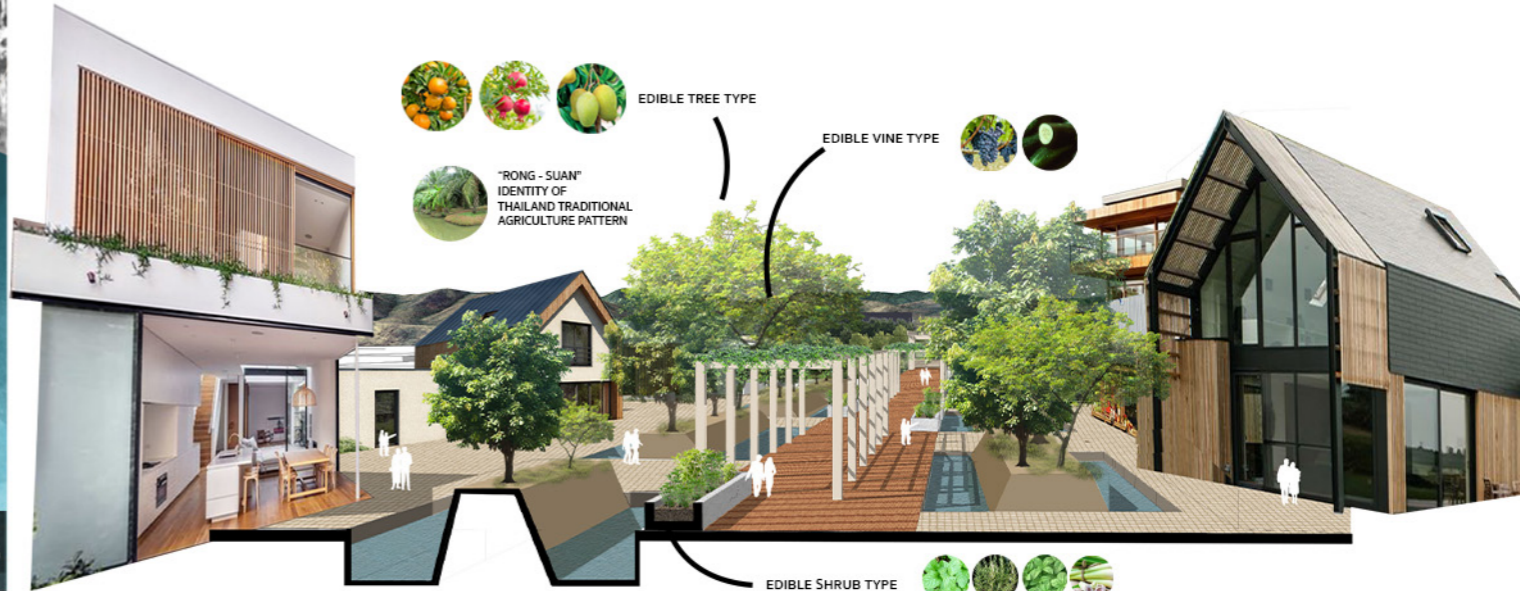 EDIBLE TREE TYPE
EDIBLE VINE TYPE
"RONG - SUAN"
IDENTITY OF
THAILAND TRADITIONAL
AGRICULTURE PATTERN
EDIBLE SHRUB TYPE